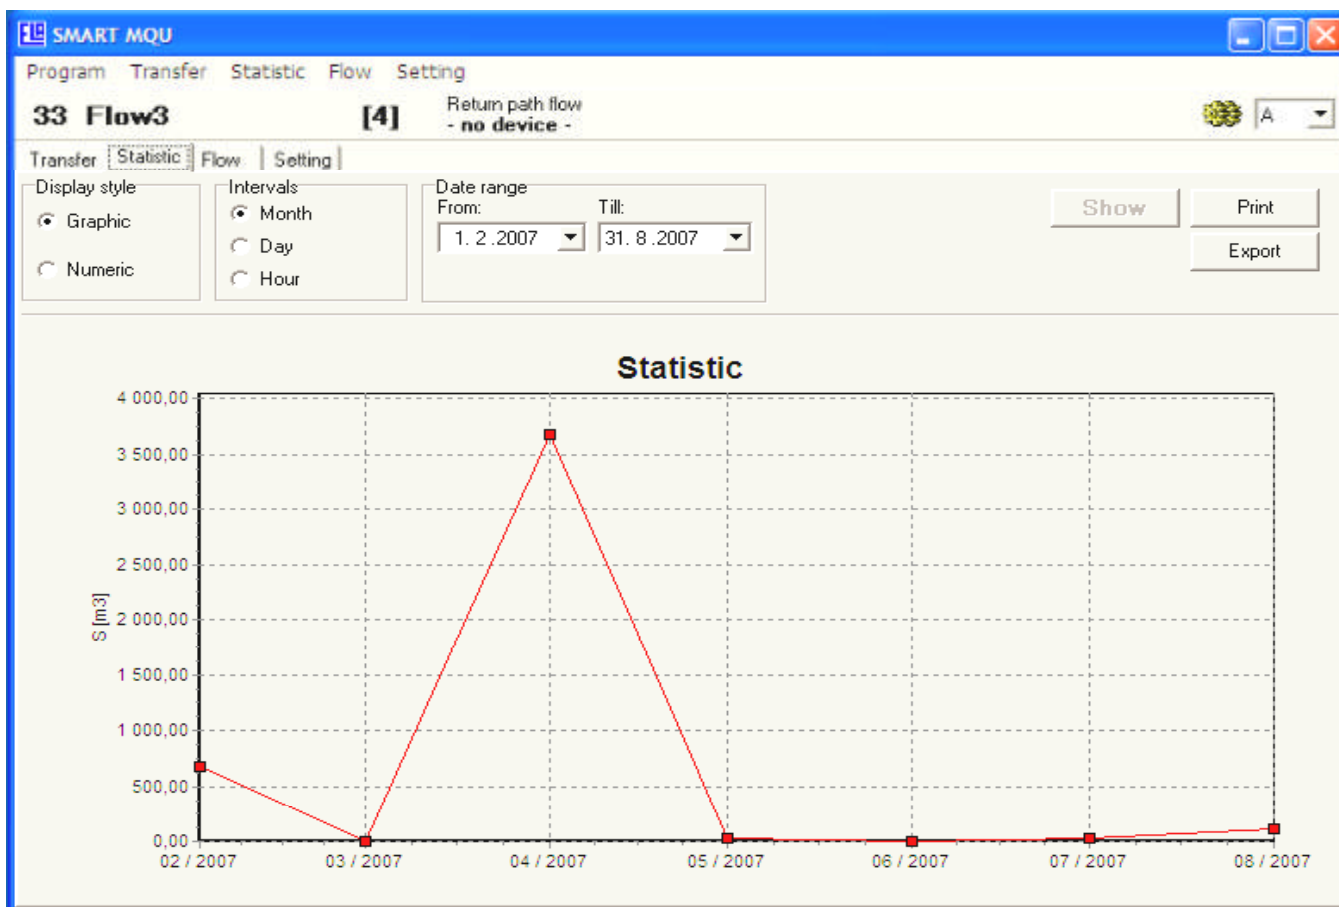 SMART MQU
Program Transfer Statistic Flow Setting
33 Flow3 [4] Return path flow
- no device -
A
Transfer Statistic Flow Setting
Display style
Graphic
Numeric
Intervals
Month
Day
Hour
Date range
From: Till:
1. 2 .2007 31. 8 .2007
Show
Print
Export
Statistic
4 000,00
3 500,00
3 000,00
2 500,00
2 000,00
1 500,00
1 000,00
500,00
0,00
S [m3]
02 / 2007 03 / 2007 04 / 2007 05 / 2007 06 / 2007 07 / 2007 08 / 2007